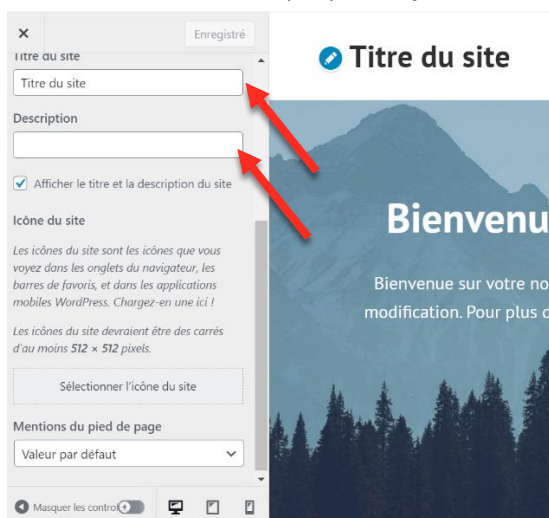 Enregistré
Titre du site
Titre du site
Titre du site
Description
Afficher le titre et la description du site
Icône du site
Les icônes du site sont les icônes que vous
voyez dans les onglets du navigateur, les
barres de favoris, et dans les applications
mobiles WordPress. Chargez-en une ici !
Les icônes du site devraient être des carrés
d'au moins 512 × 512 pixels.
Sélectionner l'icône du site
Mentions du pied de page
Valeur par défaut
Masquer les control
Bienvenu
Bienvenue sur votre no
modification. Pour plus d